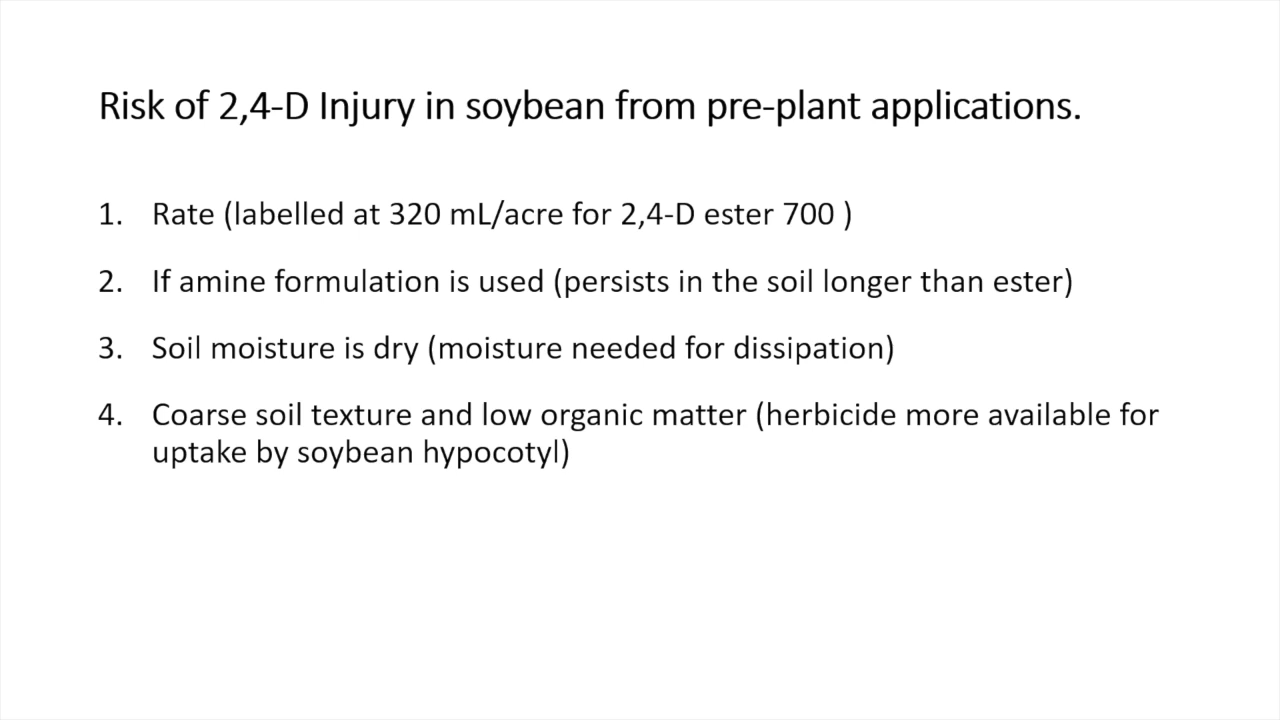 Risk of 2,4-D Injury in soybean from pre-plant applications.
1. Rate (labelled at 320 mL/acre for 2,4-D ester 700 )
2. If amine formulation is used (persists in the soil longer than ester)
3. Soil moisture is dry (moisture needed for dissipation)
4. Coarse soil texture and low organic matter (herbicide more available for
uptake by soybean hypocotyl)